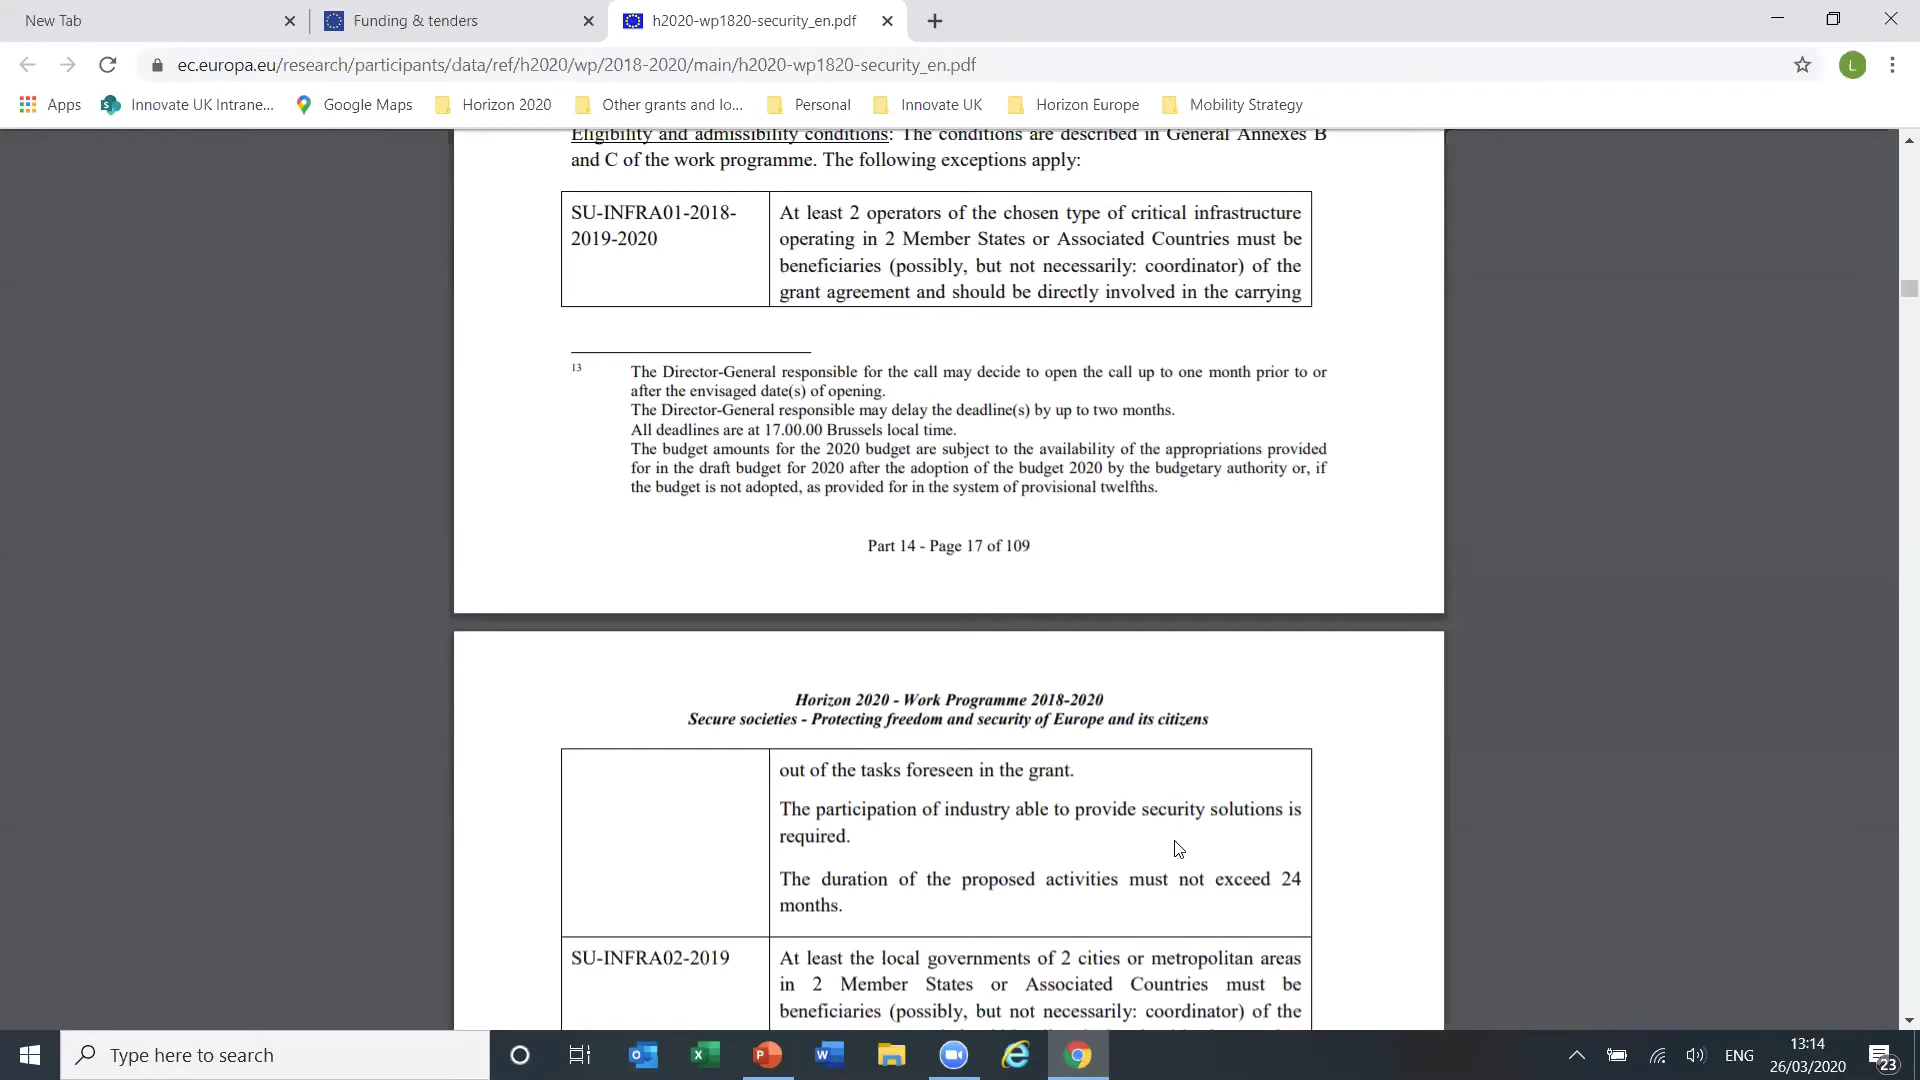 New Tab
Funding & tenders
h2020-wp1820-security_en.pdf
ec.europa.eu/research/participants/data/ref/h2020/wp/2018-2020/main/h2020-wp1820-security_en.pdf
L
Apps
Innovate UK Intrane...
Google Maps
Horizon 2020
Other grants and lo...
Personal
Innovate UK
Horizon Europe
Mobility Strategy
Eligibility and admissibility conditions: The conditions are described in General Annexes B
and C of the work programme. The following exceptions apply:
SU-INFRA01-2018-
2019-2020
At least 2 operators of the chosen type of critical infrastructure
operating in 2 Member States or Associated Countries must be
beneficiaries (possibly, but not necessarily: coordinator) of the
grant agreement and should be directly involved in the carrying
13
The Director-General responsible for the call may decide to open the call up to one month prior to or
after the envisaged date(s) of opening.
The Director-General responsible may delay the deadline(s) by up to two months.
All deadlines are at 17.00.00 Brussels local time.
The budget amounts for the 2020 budget are subject to the availability of the appropriations provided
for in the draft budget for 2020 after the adoption of the budget 2020 by the budgetary authority or, if
the budget is not adopted, as provided for in the system of provisional twelfths.
Part 14 - Page 17 of 109
Horizon 2020 - Work Programme 2018-2020
Secure societies - Protecting freedom and security of Europe and its citizens
out of the tasks foreseen in the grant.
The participation of industry able to provide security solutions is
required.
The duration of the proposed activities must not exceed 24
months.
SU-INFRA02-2019
At least the local governments of 2 cities or metropolitan areas
in 2 Member States or Associated Countries must be
beneficiaries (possibly, but not necessarily: coordinator) of the
Type here to search
ENG
13:14
26/03/2020
23